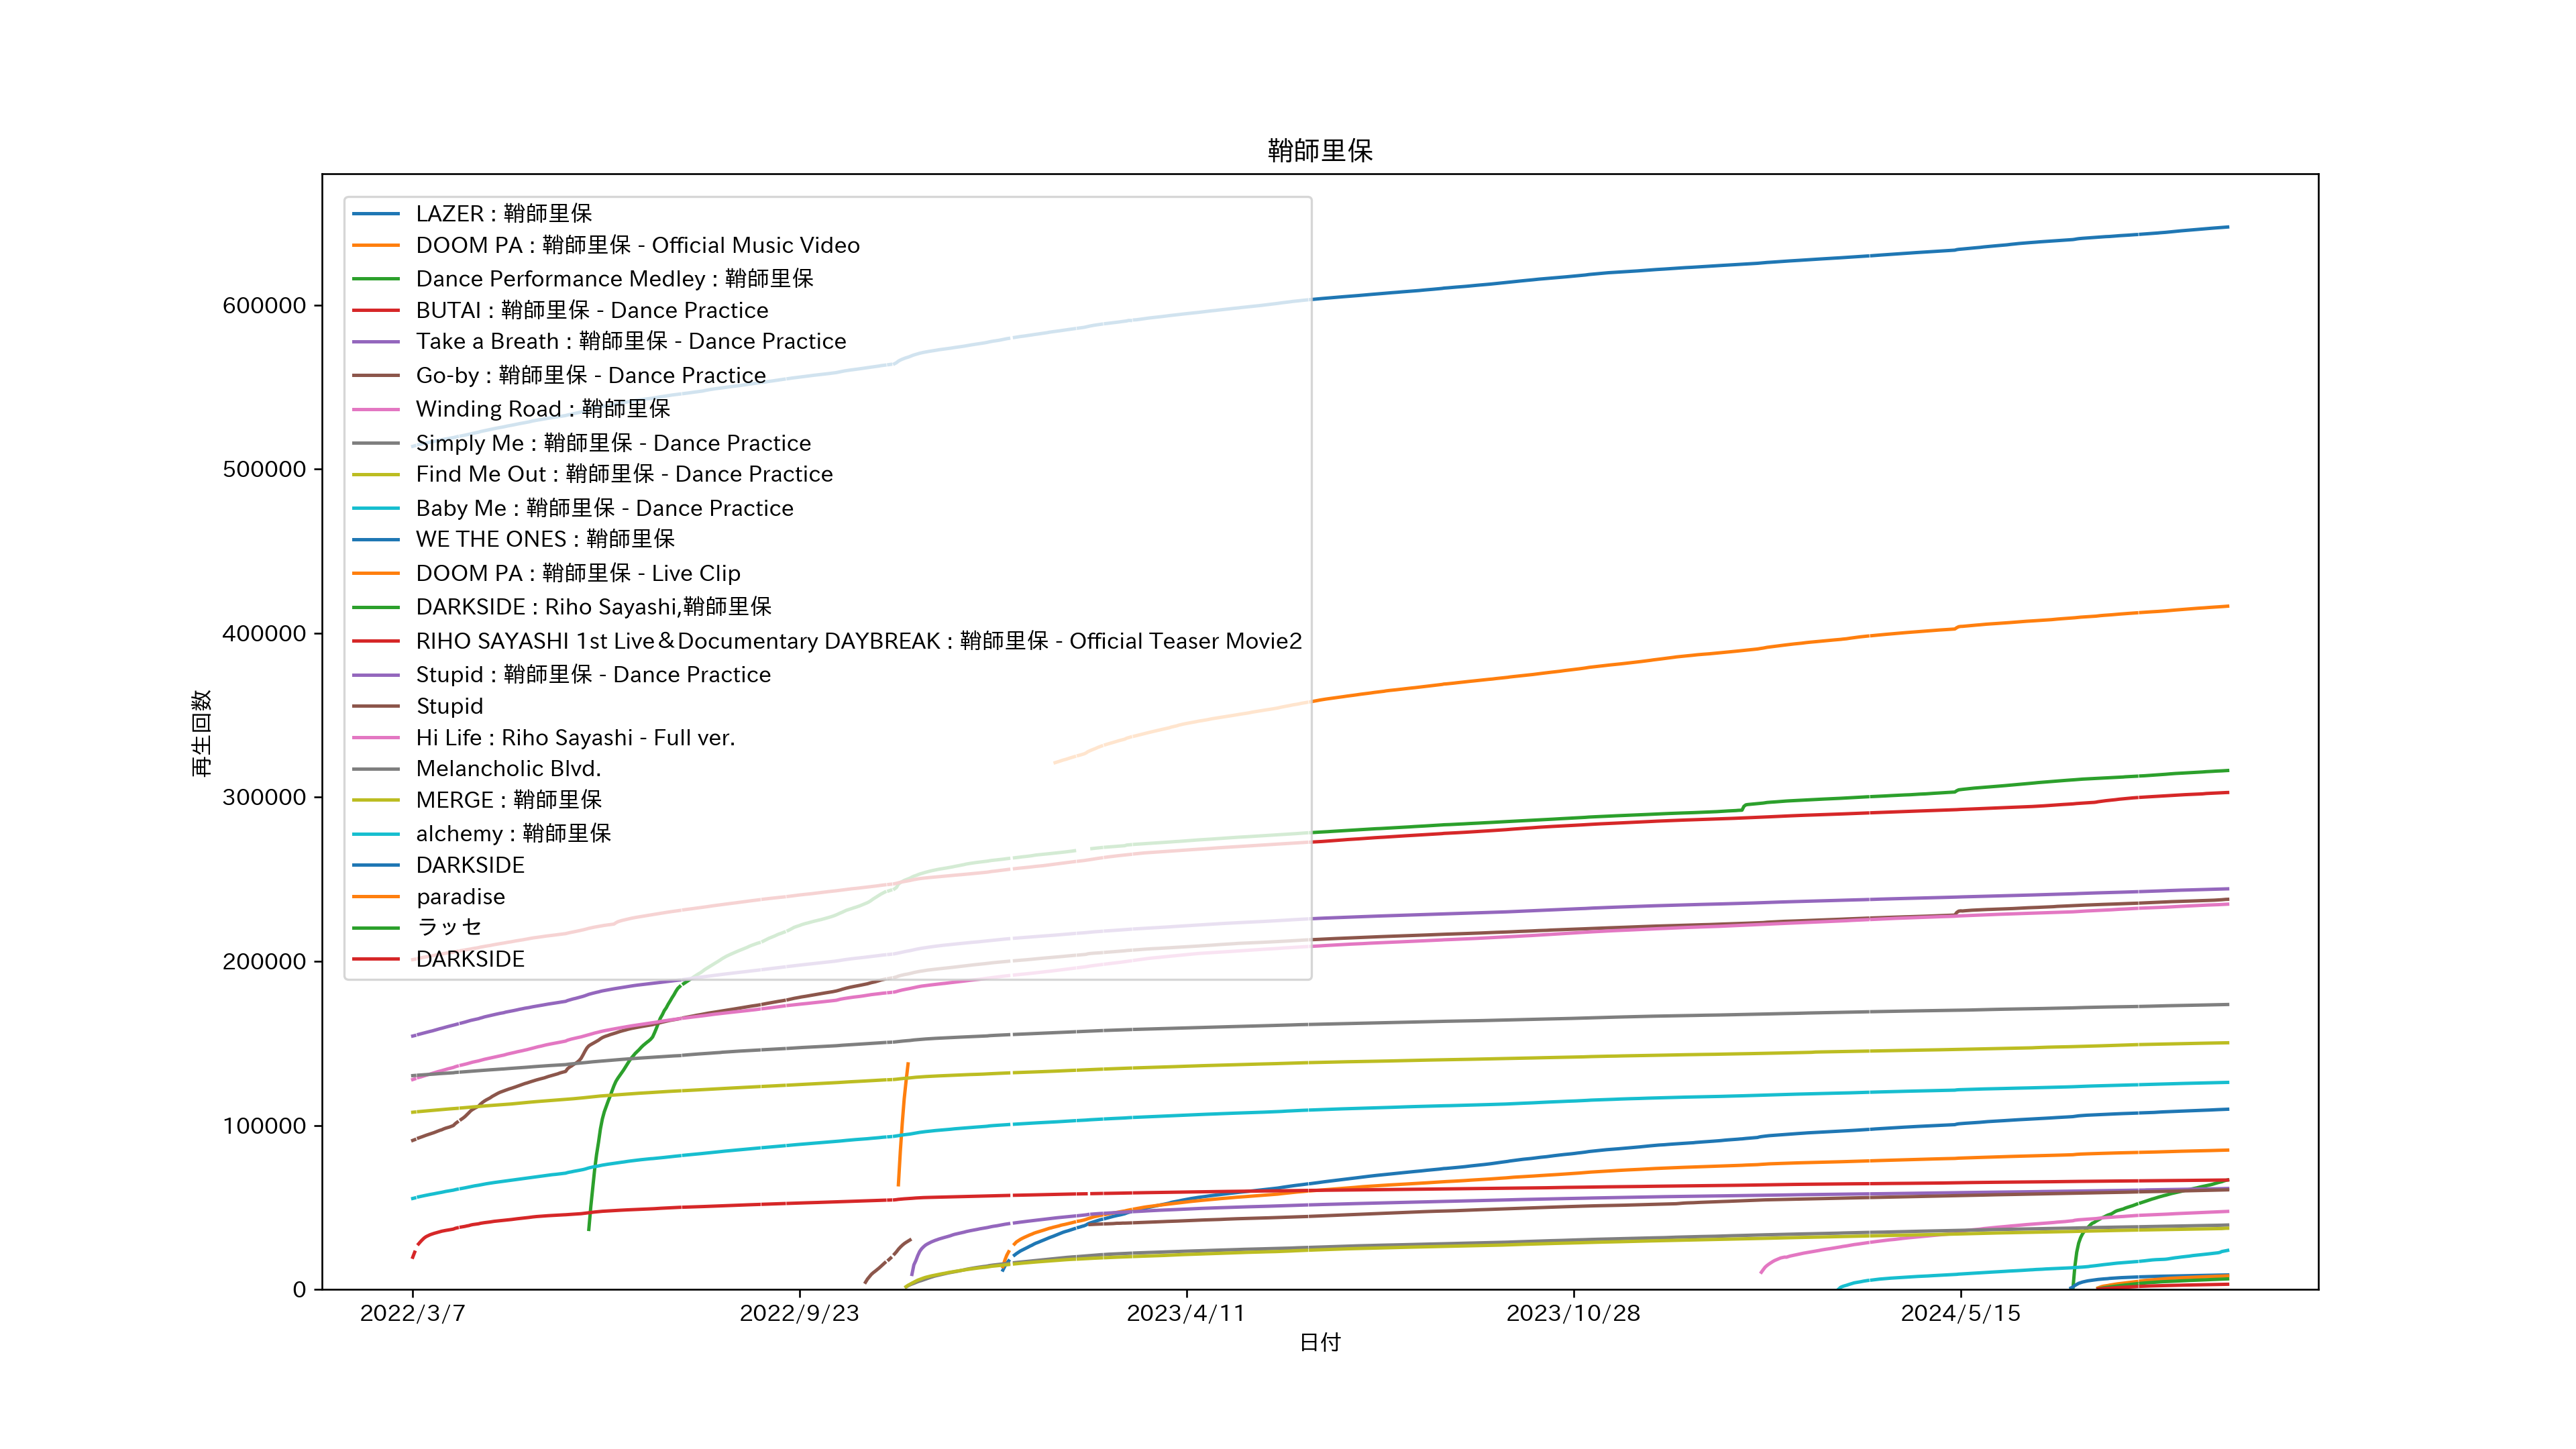 鞘師里保
LAZER : 鞘師里保
DOOM PA : 鞘師里保 - Official Music Video
Dance Performance Medley : 鞘師里保
BUTAI : 鞘師里保 - Dance Practice
Take a Breath : 鞘師里保 - Dance Practice
Go-by : 鞘師里保 - Dance Practice
Winding Road : 鞘師里保
Simply Me : 鞘師里保 - Dance Practice
Find Me Out : 鞘師里保 - Dance Practice
Baby Me : 鞘師里保 - Dance Practice
WE THE ONES : 鞘師里保
DOOM PA : 鞘師里保 - Live Clip
DARKSIDE : Riho Sayashi,鞘師里保
RIHO SAYASHI 1st Live＆Documentary DAYBREAK : 鞘師里保 - Official Teaser Movie2
Stupid : 鞘師里保 - Dance Practice
Stupid
Hi Life : Riho Sayashi - Full ver.
Melancholic Blvd.
MERGE : 鞘師里保
alchemy : 鞘師里保
DARKSIDE
paradise
ラッセ
DARKSIDE
600000
500000
400000
300000
200000
100000
0
再生回数
2022/3/7
2022/9/23
2023/4/11
2023/10/28
2024/5/15
日付